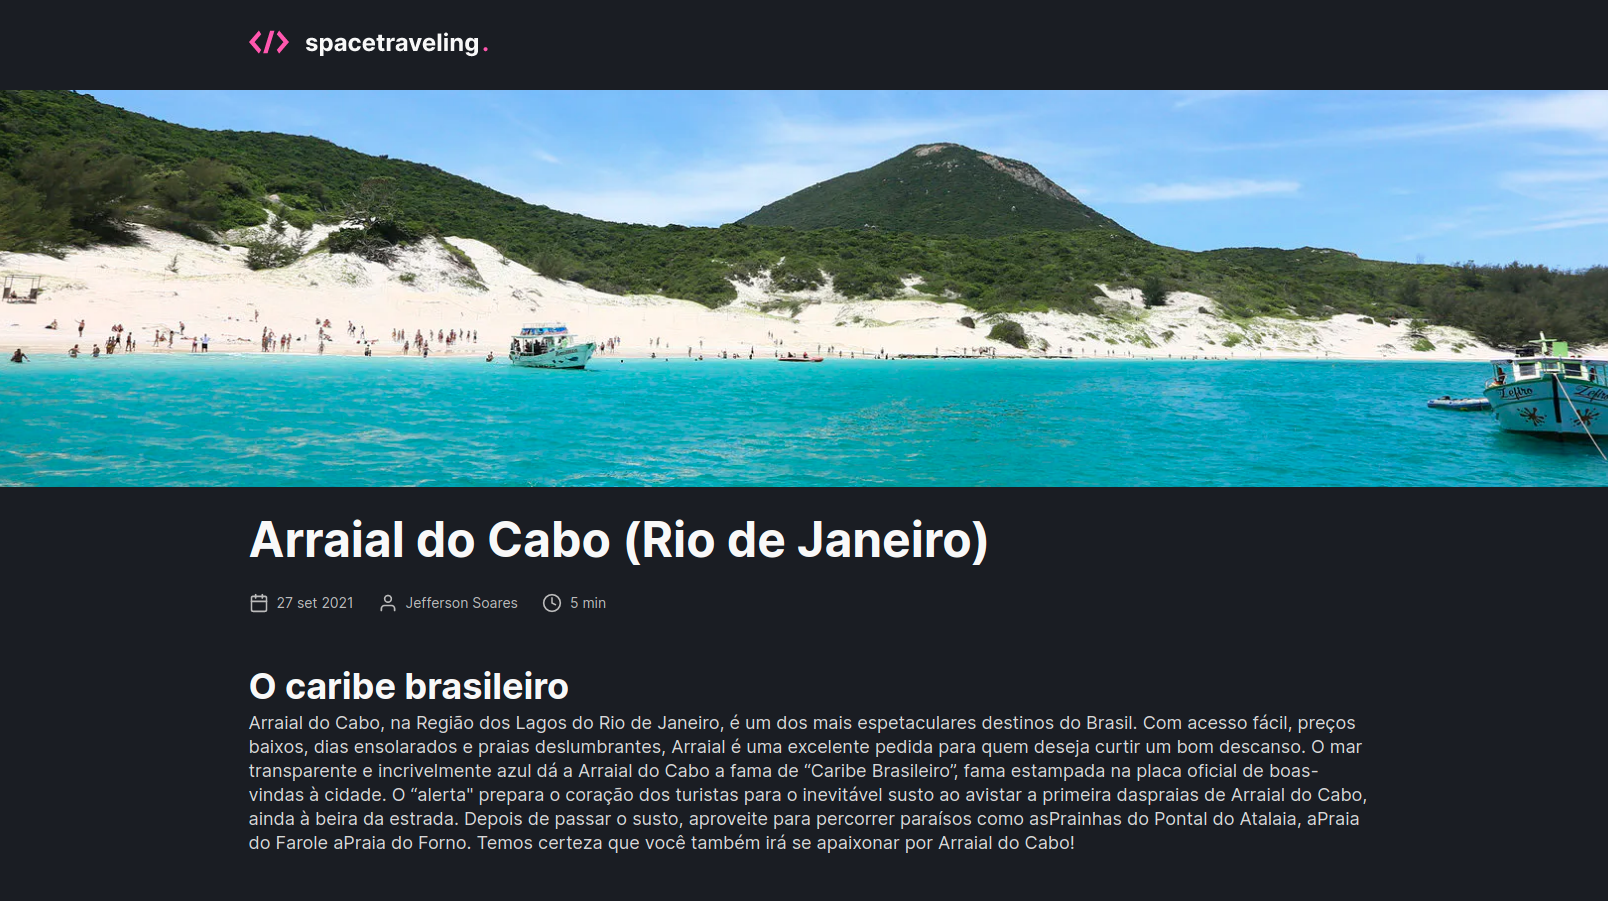 spacetraveling.
Zefiro
Arraial do Cabo (Rio de Janeiro)
27 set 2021 Jefferson Soares 5 min
O caribe brasileiro
Arraial do Cabo, na Região dos Lagos do Rio de Janeiro, é um dos mais espetaculares destinos do Brasil. Com acesso fácil, preços
baixos, dias ensolarados e praias deslumbrantes, Arraial é uma excelente pedida para quem deseja curtir um bom descanso. O mar
transparente e incrivelmente azul dá a Arraial do Cabo a fama de “Caribe Brasileiro”, fama estampada na placa oficial de boas-
vindas à cidade. O “alerta" prepara o coração dos turistas para o inevitável susto ao avistar a primeira daspraias de Arraial do Cabo,
ainda à beira da estrada. Depois de passar o susto, aproveite para percorrer paraísos como asPrainhas do Pontal do Atalaia, aPraia
do Farole aPraia do Forno. Temos certeza que você também irá se apaixonar por Arraial do Cabo!